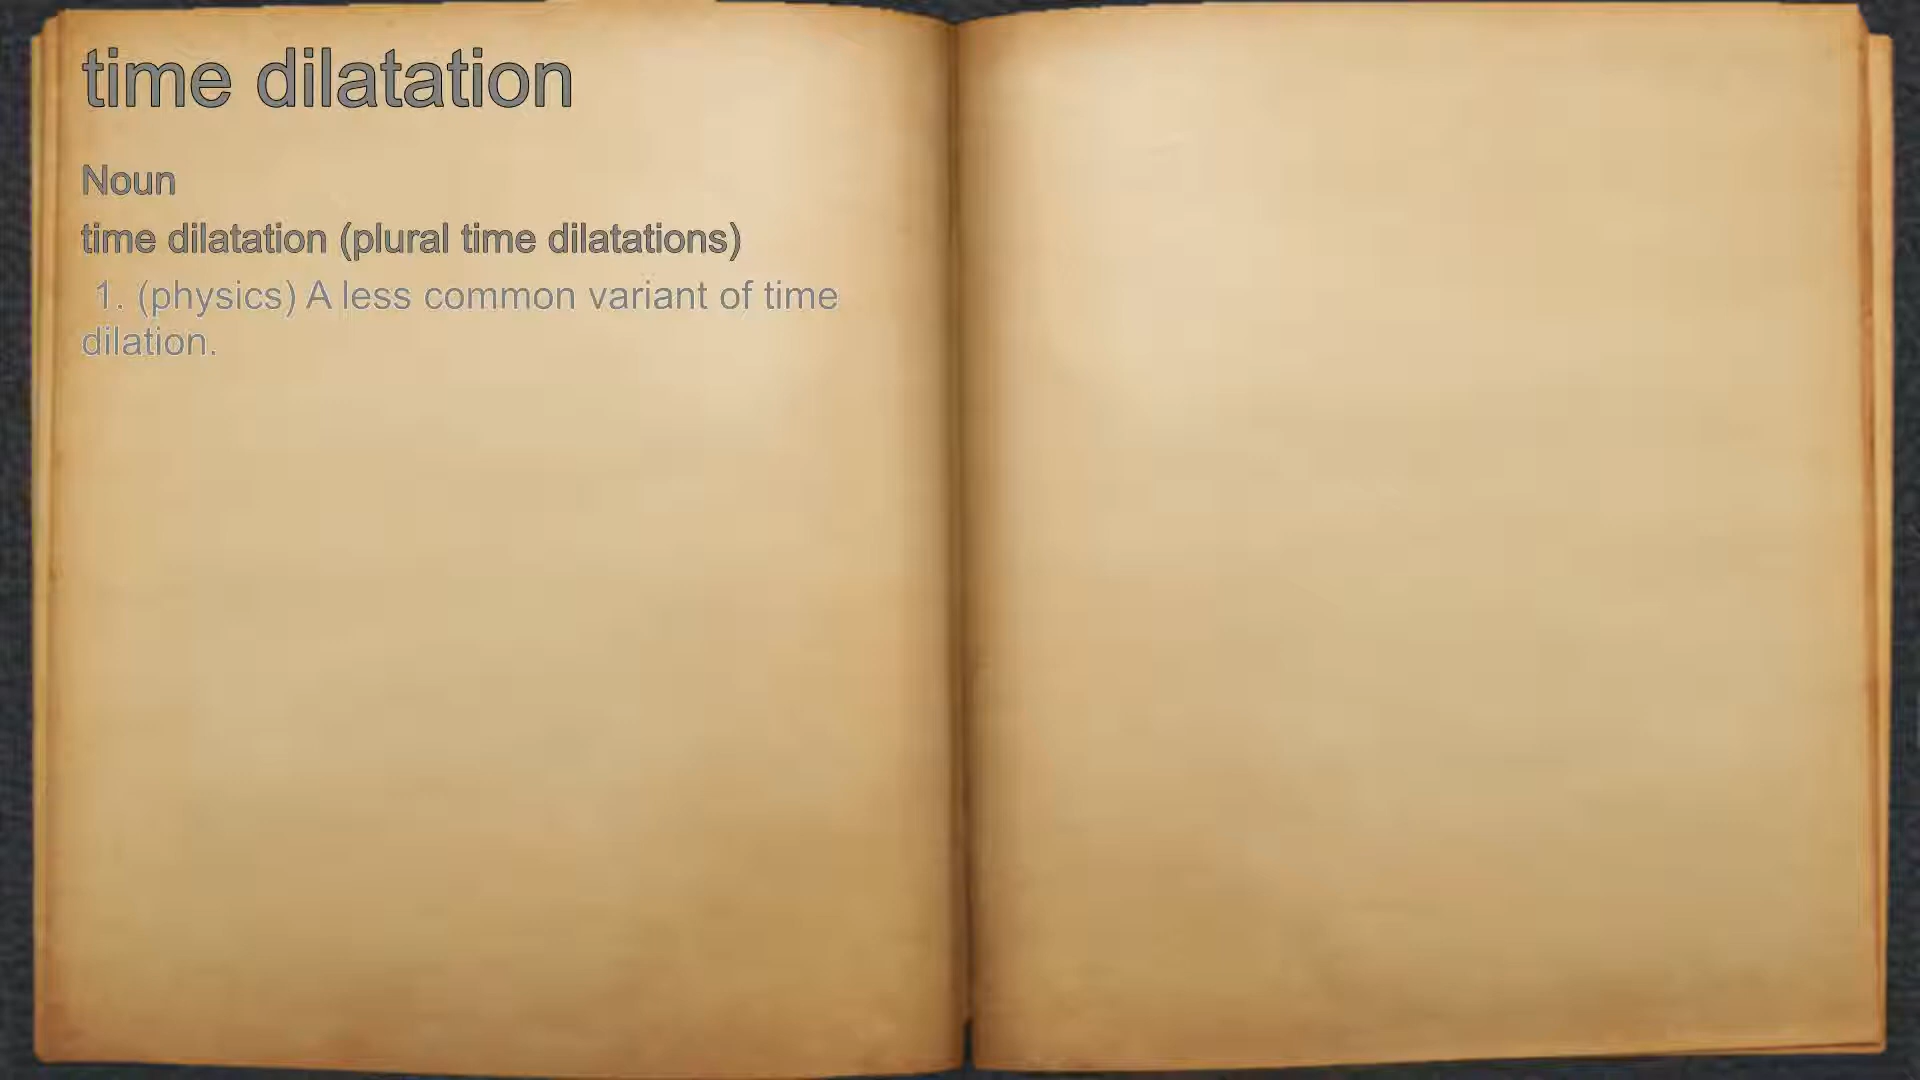 time dilatation
Noun
time dilatation (plural time dilatations)
1. (physics) A less common variant of time
dilation.